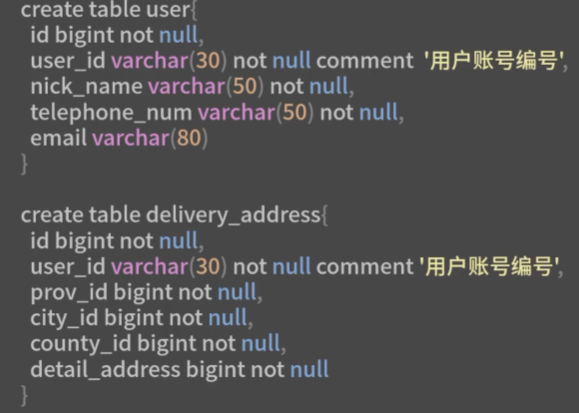 create table user{
id bigint not null,
user_id varchar(30) not null comment '用户账号编号',
nick_name varchar(50) not null,
telephone_num varchar(50) not null,
email varchar(80)
}
create table delivery_address{
id bigint not null,
user_id varchar(30) not null comment '用户账号编号',
prov_id bigint not null,
city_id bigint not null,
county_id bigint not null,
detail_address bigint not null
}